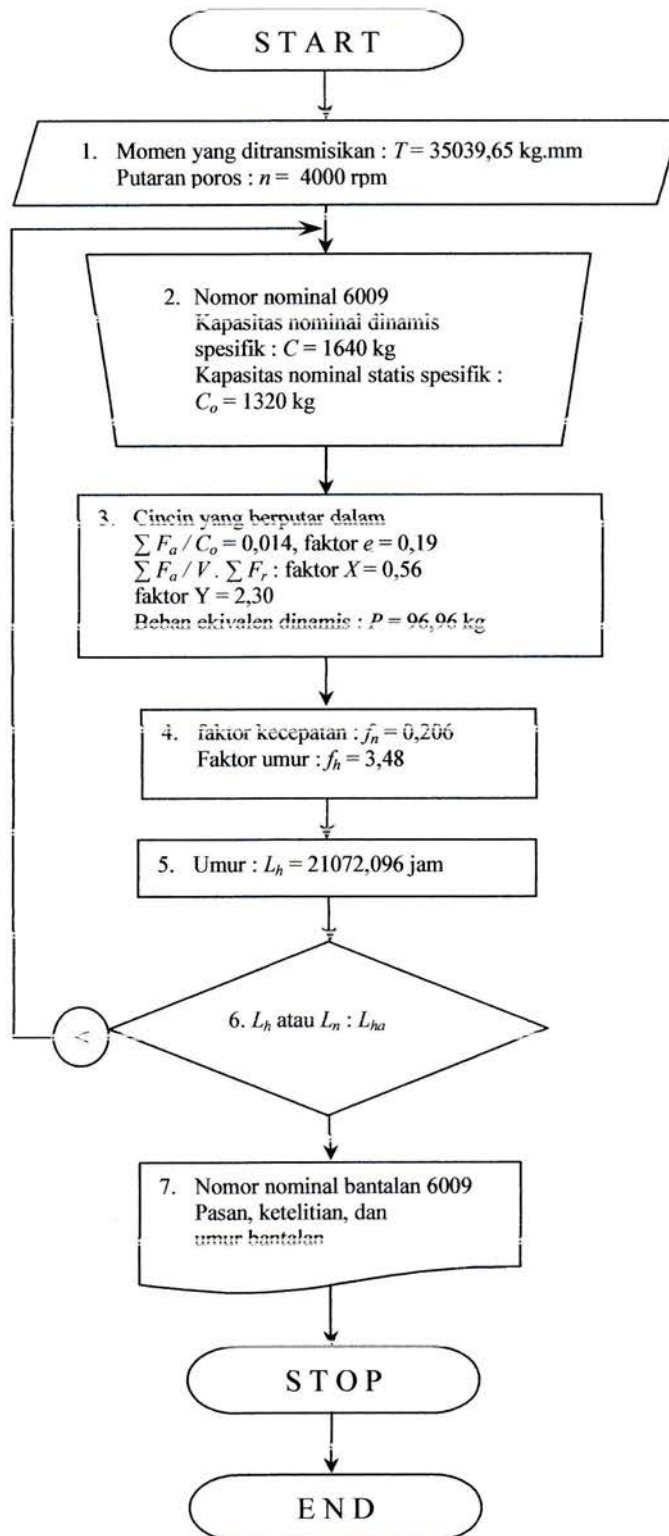 START
1. Momen yang ditransmisikan : T = 35039,65 kg.mm
Putaran poros : n = 4000 rpm
2. Nomor nominal 6009
Kapasitas nominal dinamis
spesifik : C = 1640 kg
Kapasitas nominal statis spesifik :
Cₒ = 1320 kg
3. Cincin yang berputar dalam
∑ Fₐ / Cₒ = 0,014, faktor e = 0,19
∑ Fₐ / V . ∑ Fᵣ : faktor X = 0,56
faktor Y = 2,30
Beban ekivalen dinamis : P = 96,96 kg
4. faktor kecepatan : fₙ = 0,206
Faktor umur : fₕ = 3,48
5. Umur : Lₕ = 21072,096 jam
6. Lₕ atau Lₙ : Lₕₐ
<
7. Nomor nominal bantalan 6009
Pasan, ketelitian, dan
umur bantalan
STOP
END